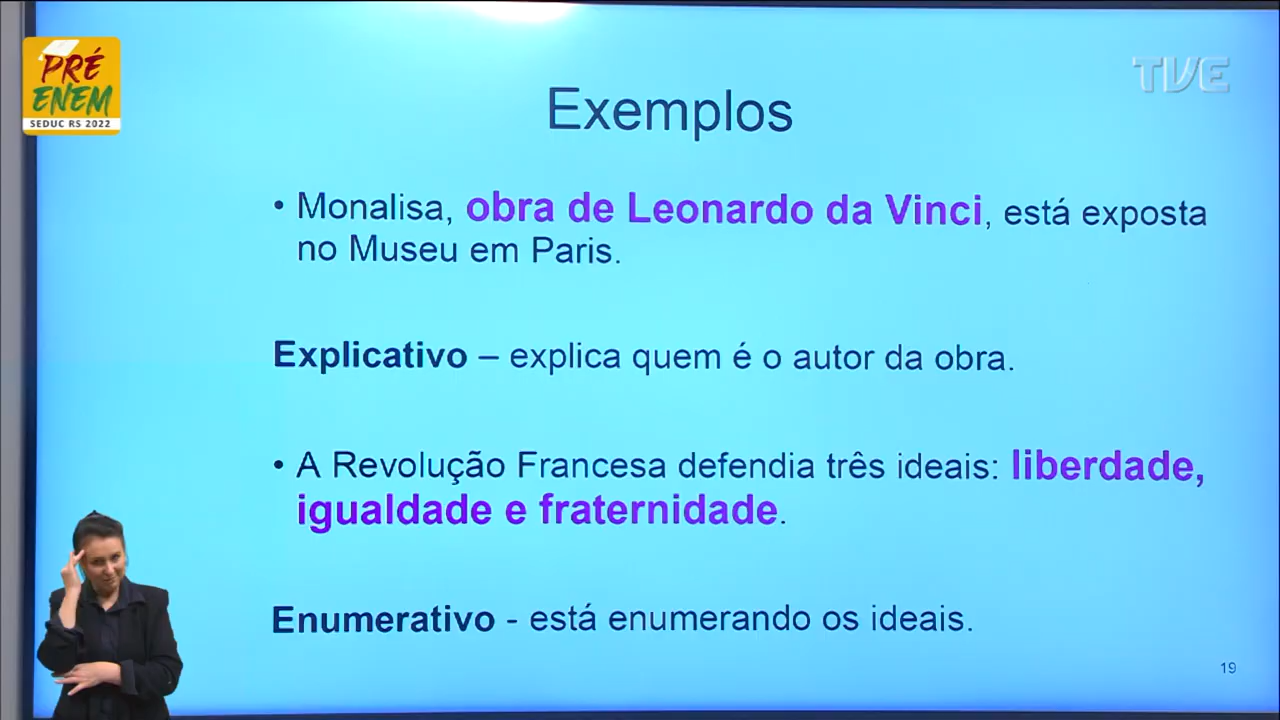 PRÉ
ENEM
SEDUC RS 2022
TVE
Exemplos
• Monalisa, obra de Leonardo da Vinci, está exposta
no Museu em Paris.
Explicativo – explica quem é o autor da obra.
• A Revolução Francesa defendia três ideais: liberdade,
igualdade e fraternidade.
Enumerativo - está enumerando os ideais.
19